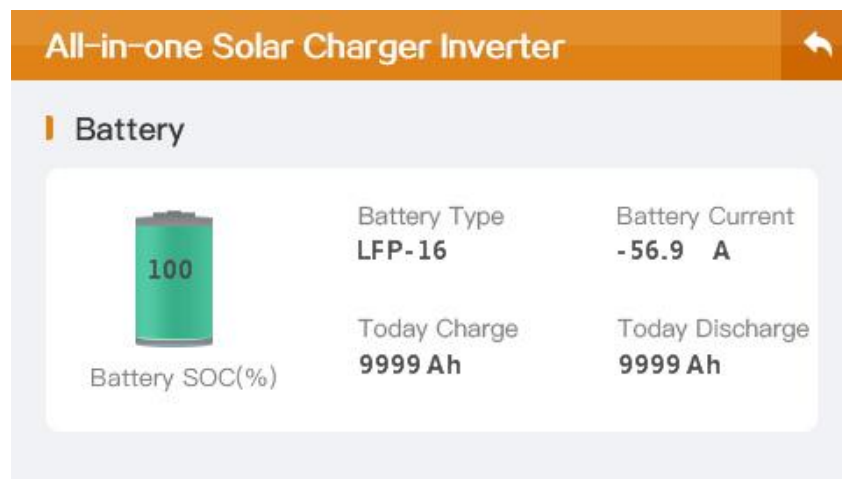 All-in-one Solar Charger Inverter
Battery
100
Battery SOC(%)
Battery Type
LFP-16
Battery Current
-56.9 A
Today Charge
9999 Ah
Today Discharge
9999 Ah